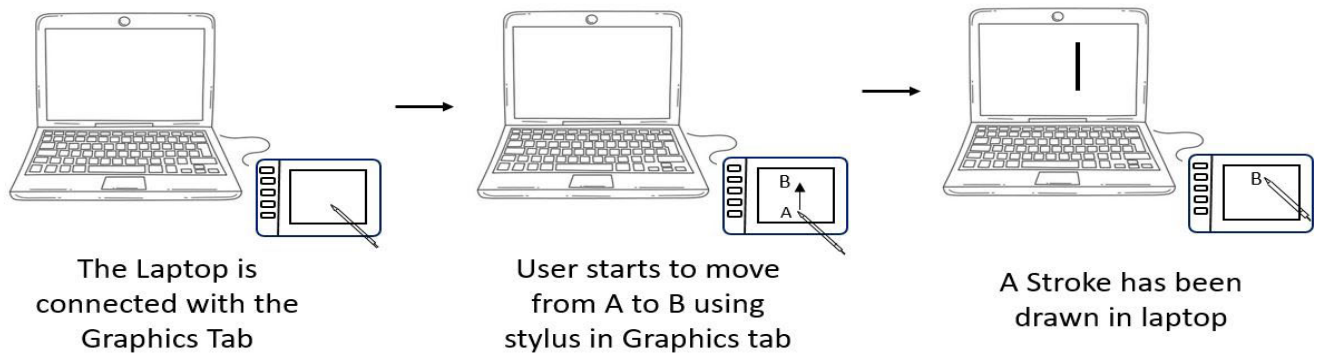 B
A
B
The Laptop is
connected with the
Graphics Tab
User starts to move
from A to B using
stylus in Graphics tab
A Stroke has been
drawn in laptop